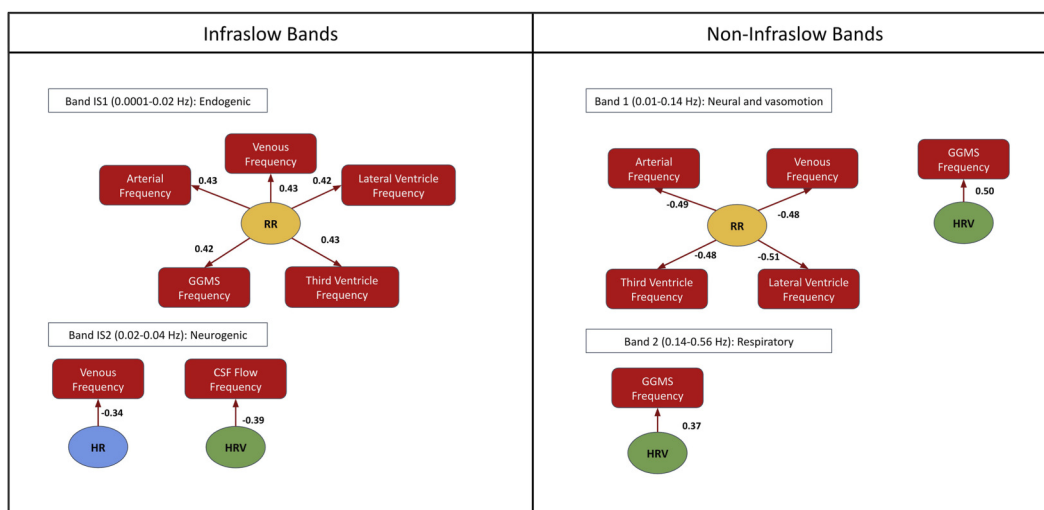 Infraslow Bands
Non-Infraslow Bands
Band IS1 (0.0001-0.02 Hz): Endogenic
Venous
Frequency
Arterial
Frequency
Lateral Ventricle
Frequency
0.43
0.43
0.42
RR
0.42
0.43
GGMS
Frequency
Third Ventricle
Frequency
Band IS2 (0.02-0.04 Hz): Neurogenic
Venous
Frequency
CSF Flow
Frequency
-0.34
-0.39
HR
HRV
Band 1 (0.01-0.14 Hz): Neural and vasomotion
Arterial
Frequency
Venous
Frequency
GGMS
Frequency
-0.49
-0.48
0.50
RR
HRV
-0.48
-0.51
Third Ventricle
Frequency
Lateral Ventricle
Frequency
Band 2 (0.14-0.56 Hz): Respiratory
GGMS
Frequency
0.37
HRV